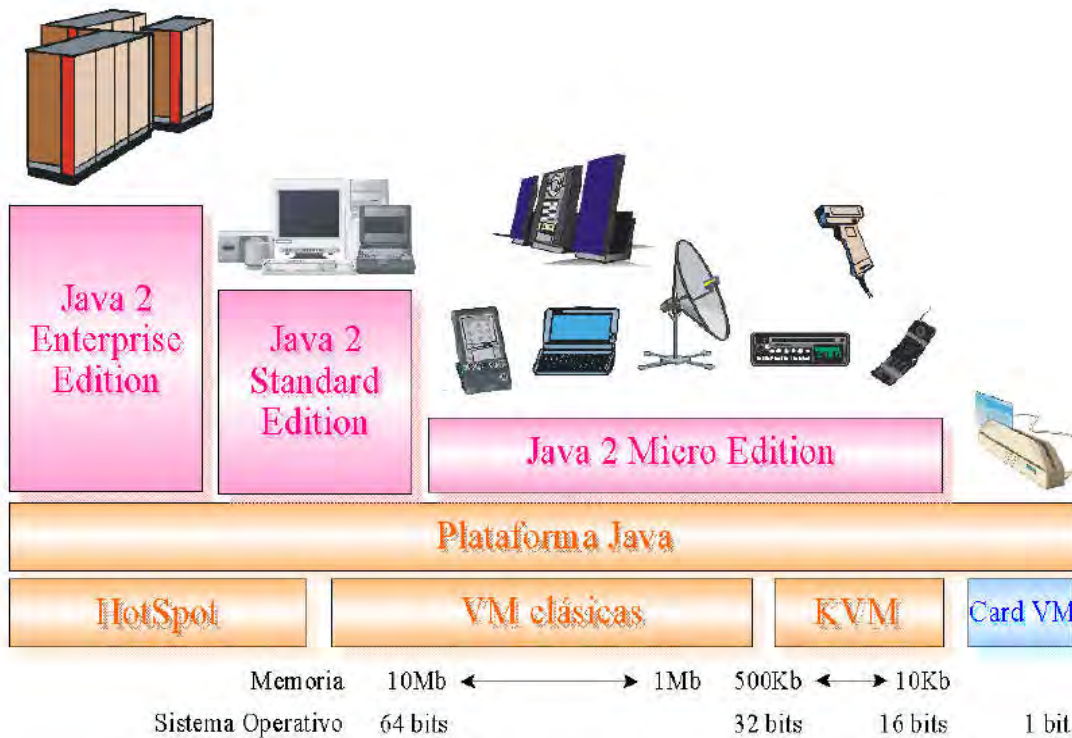 Java 2
Enterprise
Edition
Java 2
Standard
Edition
Java 2 Micro Edition
Plataforma Java
HotSpot
VM clásicas
KVM
Card VM
Memoria 10Mb 1Mb 500Kb 10Kb
Sistema Operativo 64 bits 32 bits 16 bits 1 bit